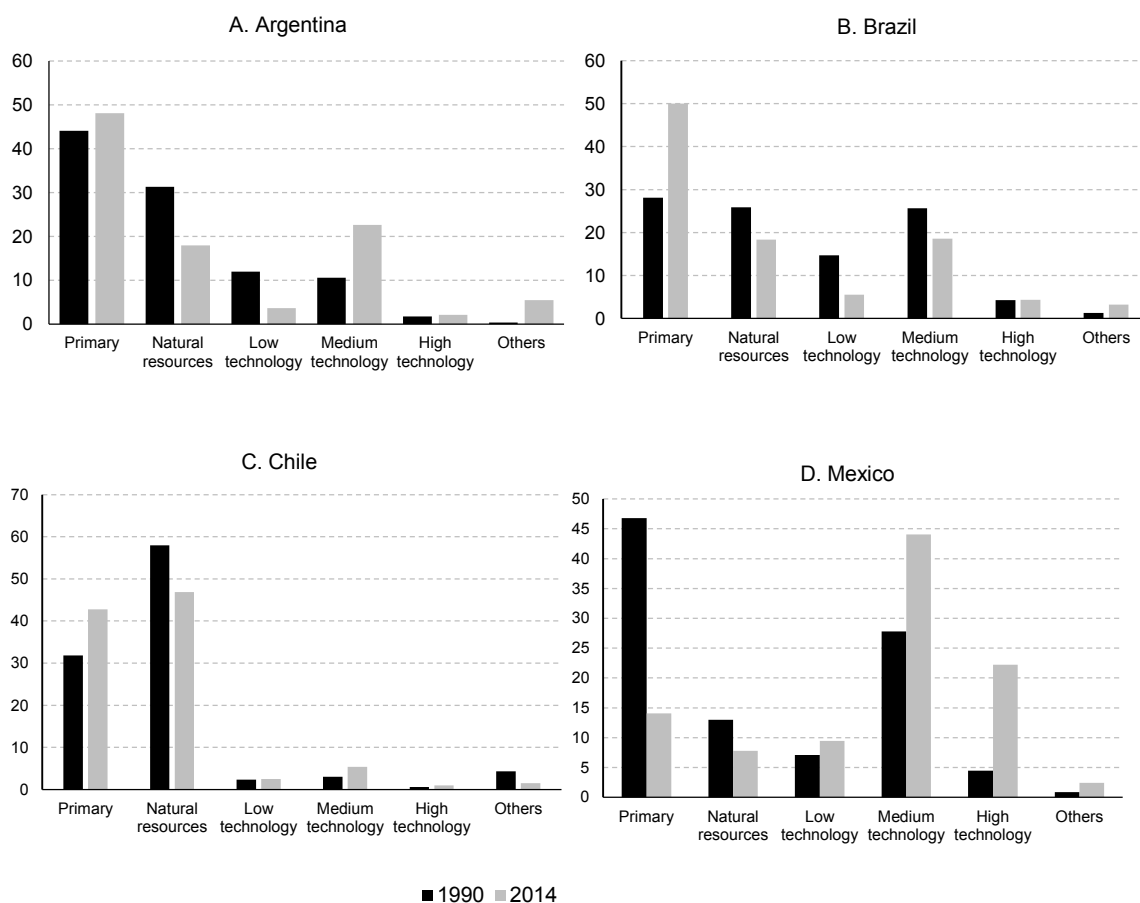 A. Argentina
60
50
40
30
20
10
0
Primary
Natural
resources
Low
technology
Medium
technology
High
technology
Others
B. Brazil
60
50
40
30
20
10
0
Primary
Natural
resources
Low
technology
Medium
technology
High
technology
Others
C. Chile
70
60
50
40
30
20
10
0
Primary
Natural
resources
Low
technology
Medium
technology
High
technology
Others
D. Mexico
50
45
40
35
30
25
20
15
10
5
0
Primary
Natural
resources
Low
technology
Medium
technology
High
technology
Others
1990 2014